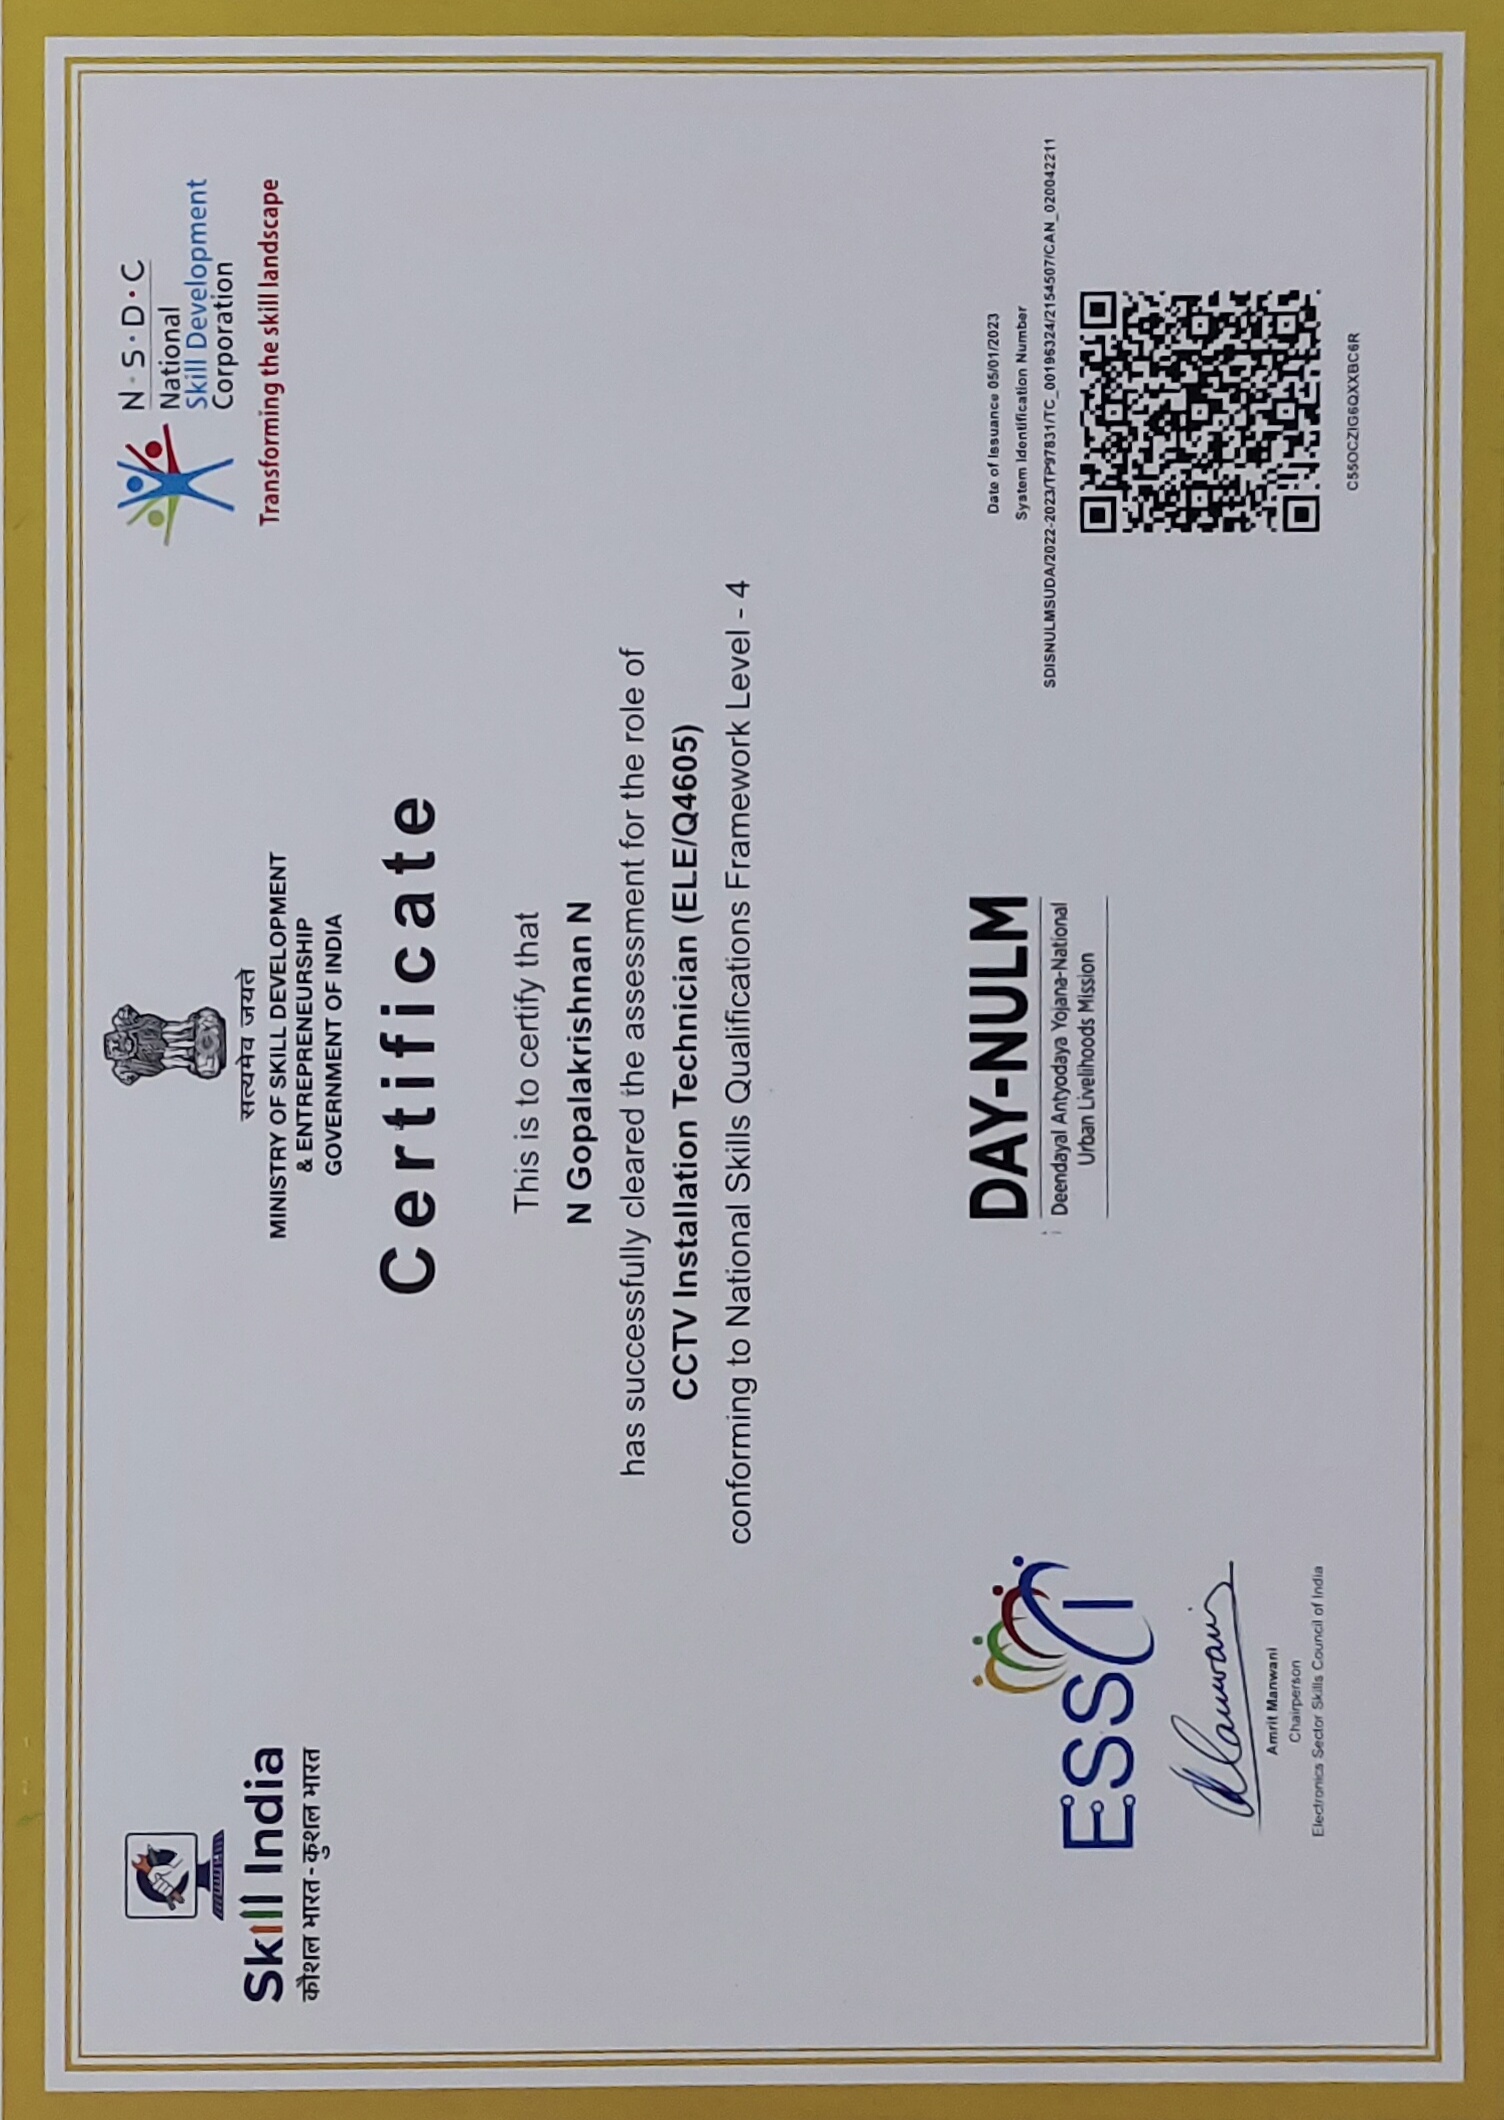 Skill India
कौशल भारत - कुशल भारत
सत्यमेव जयते
MINISTRY OF SKILL DEVELOPMENT
& ENTREPRENEURSHIP
GOVERNMENT OF INDIA
N · S · D · C
National
Skill Development
Corporation
Transforming the skill landscape
Certificate
This is to certify that
N Gopalakrishnan N
has successfully cleared the assessment for the role of
CCTV Installation Technician (ELE/Q4605)
conforming to National Skills Qualifications Framework Level - 4
ESSCI
Amrit Manwani
Chairperson
Electronics Sector Skills Council of India
DAY-NULM
Deendayal Antyodaya Yojana-National
Urban Livelihoods Mission
Date of Issuance 05/01/2023
System Identification Number
SDISNULMSUDA/2022-2023/TP97831/TC_00196324/2154507/CAN_020042211
C55OCZIG6QXXBC6R